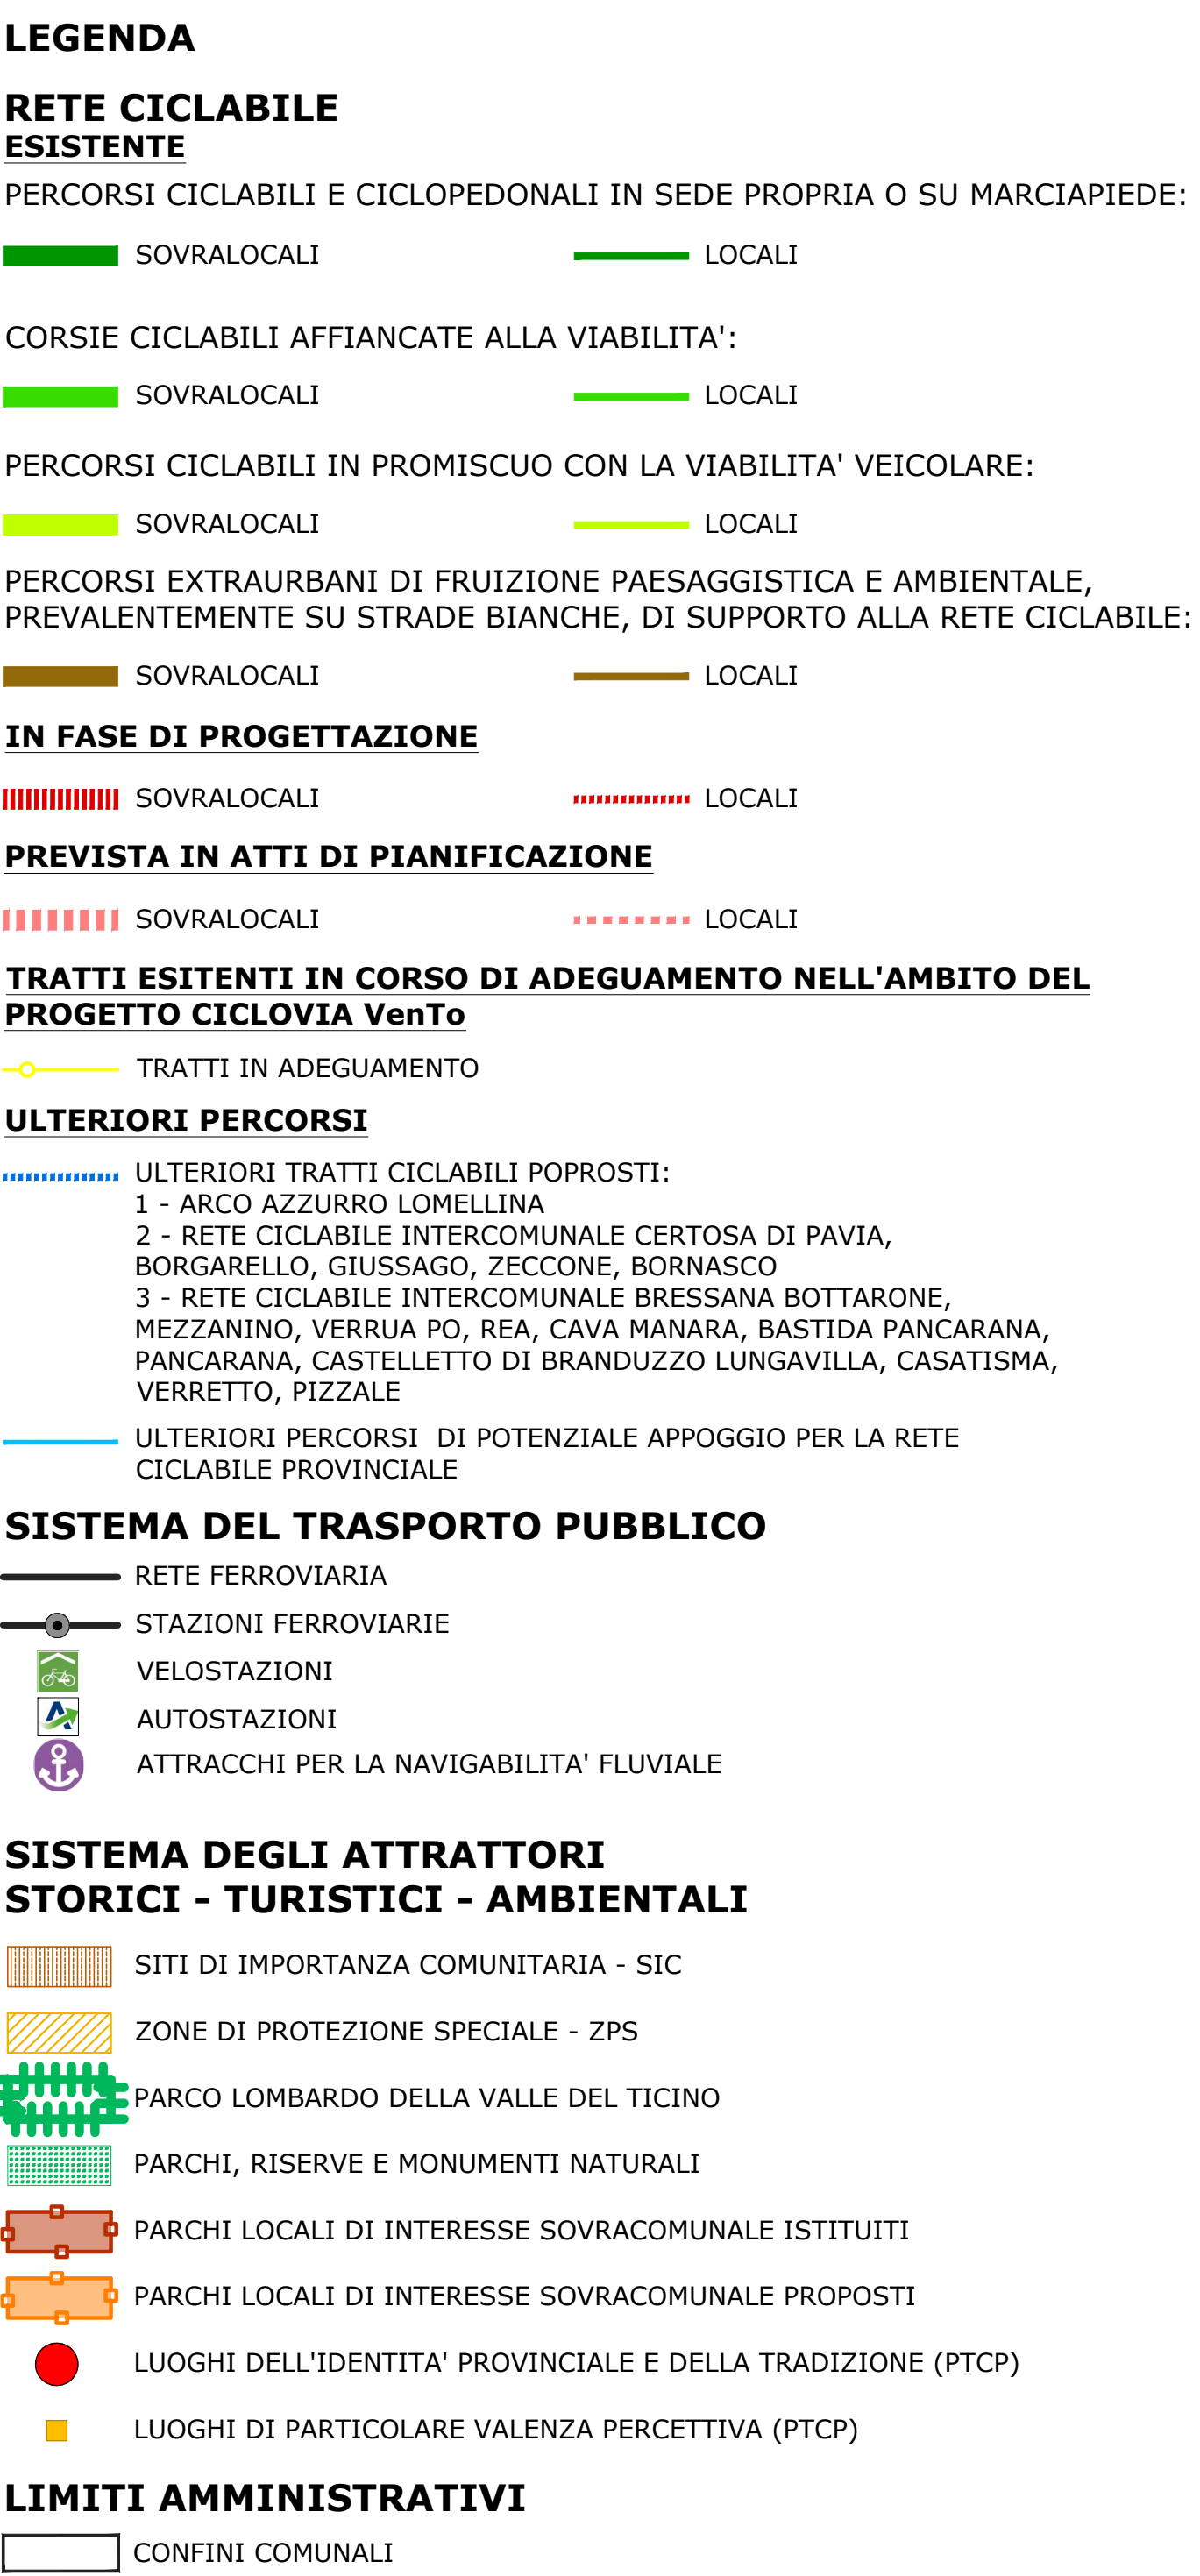 LEGENDA
RETE CICLABILE
ESISTENTE
PERCORSI CICLABILI E CICLOPEDONALI IN SEDE PROPRIA O SU MARCIAPIEDE:
SOVRALOCALI LOCALI
CORSIE CICLABILI AFFIANCATE ALLA VIABILITA':
SOVRALOCALI LOCALI
PERCORSI CICLABILI IN PROMISCUO CON LA VIABILITA' VEICOLARE:
SOVRALOCALI LOCALI
PERCORSI EXTRAURBANI DI FRUIZIONE PAESAGGISTICA E AMBIENTALE,
PREVALENTEMENTE SU STRADE BIANCHE, DI SUPPORTO ALLA RETE CICLABILE:
SOVRALOCALI LOCALI
IN FASE DI PROGETTAZIONE
SOVRALOCALI LOCALI
PREVISTA IN ATTI DI PIANIFICAZIONE
SOVRALOCALI LOCALI
TRATTI ESITENTI IN CORSO DI ADEGUAMENTO NELL'AMBITO DEL
PROGETTO CICLOVIA VenTo
TRATTI IN ADEGUAMENTO
ULTERIORI PERCORSI
ULTERIORI TRATTI CICLABILI POPROSTI:
1 - ARCO AZZURRO LOMELLINA
2 - RETE CICLABILE INTERCOMUNALE CERTOSA DI PAVIA,
BORGARELLO, GIUSSAGO, ZECCONE, BORNASCO
3 - RETE CICLABILE INTERCOMUNALE BRESSANA BOTTARONE,
MEZZANINO, VERRUA PO, REA, CAVA MANARA, BASTIDA PANCARANA,
PANCARANA, CASTELLETTO DI BRANDUZZO LUNGAVILLA, CASATISMA,
VERRETTO, PIZZALE
ULTERIORI PERCORSI DI POTENZIALE APPOGGIO PER LA RETE
CICLABILE PROVINCIALE
SISTEMA DEL TRASPORTO PUBBLICO
RETE FERROVIARIA
STAZIONI FERROVIARIE
VELOSTAZIONI
AUTOSTAZIONI
ATTRACCHI PER LA NAVIGABILITA' FLUVIALE
SISTEMA DEGLI ATTRATTORI
STORICI - TURISTICI - AMBIENTALI
SITI DI IMPORTANZA COMUNITARIA - SIC
ZONE DI PROTEZIONE SPECIALE - ZPS
PARCO LOMBARDO DELLA VALLE DEL TICINO
PARCHI, RISERVE E MONUMENTI NATURALI
PARCHI LOCALI DI INTERESSE SOVRACOMUNALE ISTITUITI
PARCHI LOCALI DI INTERESSE SOVRACOMUNALE PROPOSTI
LUOGHI DELL'IDENTITA' PROVINCIALE E DELLA TRADIZIONE (PTCP)
LUOGHI DI PARTICOLARE VALENZA PERCETTIVA (PTCP)
LIMITI AMMINISTRATIVI
CONFINI COMUNALI